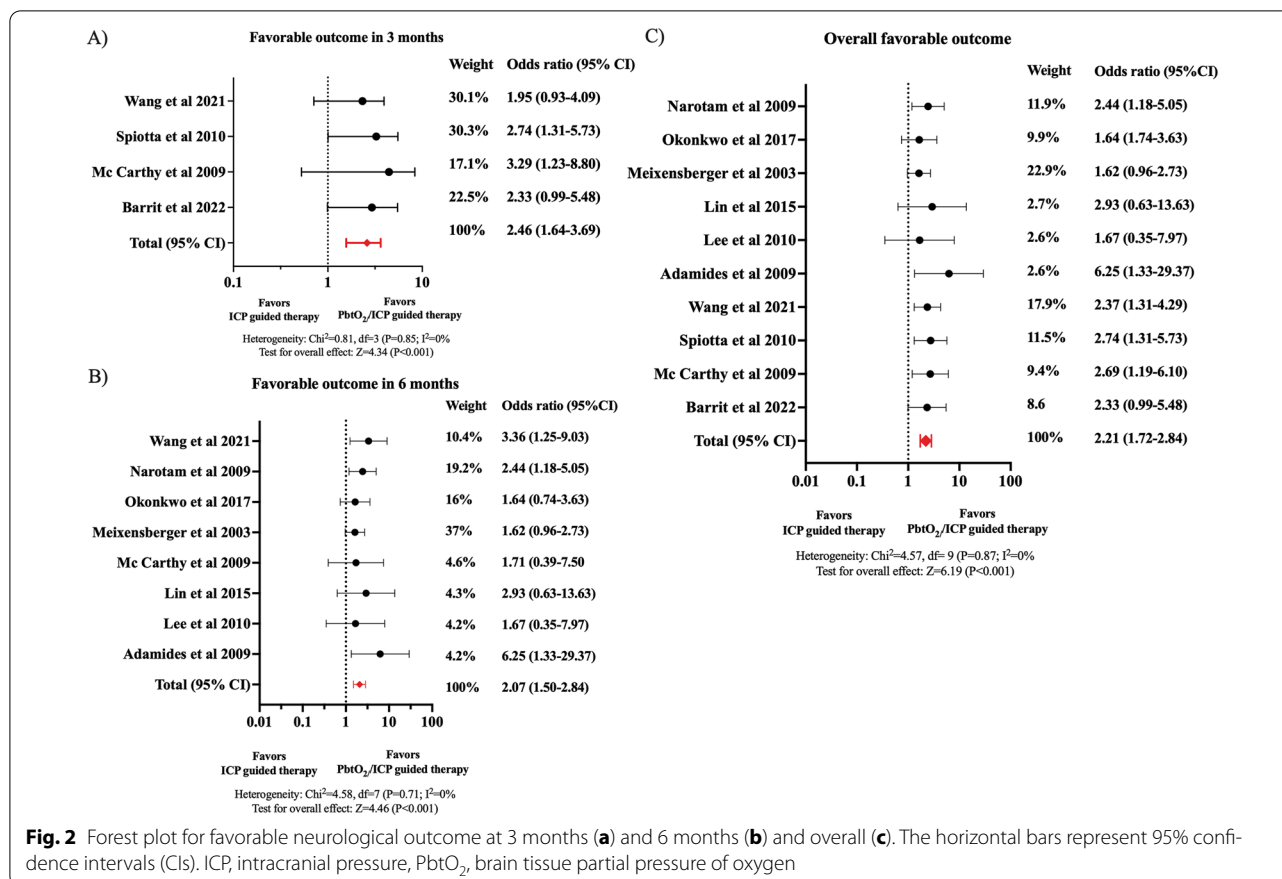 A)
Favorable outcome in 3 months
Weight Odds ratio (95% CI)
Wang et al 2021 30.1% 1.95 (0.93-4.09)
Spiotta et al 2010 30.3% 2.74 (1.31-5.73)
Mc Carthy et al 2009 17.1% 3.29 (1.23-8.80)
Barrit et al 2022 22.5% 2.33 (0.99-5.48)
Total (95% CI) 100% 2.46 (1.64-3.69)
0.1 1 10
Favors Favors
ICP guided therapy PbtO₂/ICP guided therapy
Heterogeneity: Chi²=0.81, df=3 (P=0.85; I²=0%
Test for overall effect: Z=4.34 (P<0.001)
B)
Favorable outcome in 6 months
Weight Odds ratio (95%CI)
Wang et al 2021 10.4% 3.36 (1.25-9.03)
Narotam et al 2009 19.2% 2.44 (1.18-5.05)
Okonkwo et al 2017 16% 1.64 (0.74-3.63)
Meixensberger et al 2003 37% 1.62 (0.96-2.73)
Mc Carthy et al 2009 4.6% 1.71 (0.39-7.50
Lin et al 2015 4.3% 2.93 (0.63-13.63)
Lee et al 2010 4.2% 1.67 (0.35-7.97)
Adamides et al 2009 4.2% 6.25 (1.33-29.37)
Total (95% CI) 100% 2.07 (1.50-2.84)
0.01 0.1 1 10 100
Favors Favors
ICP guided therapy PbtO₂/ICP guided therapy
Heterogeneity: Chi²=4.58, df=7 (P=0.71; I²=0%
Test for overall effect: Z=4.46 (P<0.001)
C)
Overall favorable outcome
Weight Odds ratio (95%CI)
Narotam et al 2009 11.9% 2.44 (1.18-5.05)
Okonkwo et al 2017 9.9% 1.64 (1.74-3.63)
Meixensberger et al 2003 22.9% 1.62 (0.96-2.73)
Lin et al 2015 2.7% 2.93 (0.63-13.63)
Lee et al 2010 2.6% 1.67 (0.35-7.97)
Adamides et al 2009 2.6% 6.25 (1.33-29.37)
Wang et al 2021 17.9% 2.37 (1.31-4.29)
Spiotta et al 2010 11.5% 2.74 (1.31-5.73)
Mc Carthy et al 2009 9.4% 2.69 (1.19-6.10)
Barrit et al 2022 8.6 2.33 (0.99-5.48)
Total (95% CI) 100% 2.21 (1.72-2.84)
0.01 0.1 1 10 100
Favors Favors
ICP guided therapy PbtO₂/ICP guided therapy
Heterogeneity: Chi²=4.57, df= 9 (P=0.87; I²=0%
Test for overall effect: Z=6.19 (P<0.001)
Fig. 2 Forest plot for favorable neurological outcome at 3 months (a) and 6 months (b) and overall (c). The horizontal bars represent 95% confi-
dence intervals (CIs). ICP, intracranial pressure, PbtO₂, brain tissue partial pressure of oxygen